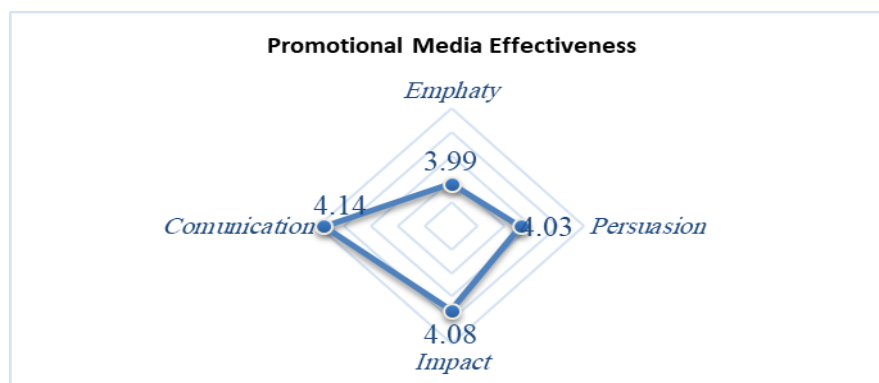 Promotional Media Effectiveness
Emphaty
3.99
4.14
Comunication
4.03
Persuasion
4.08
Impact